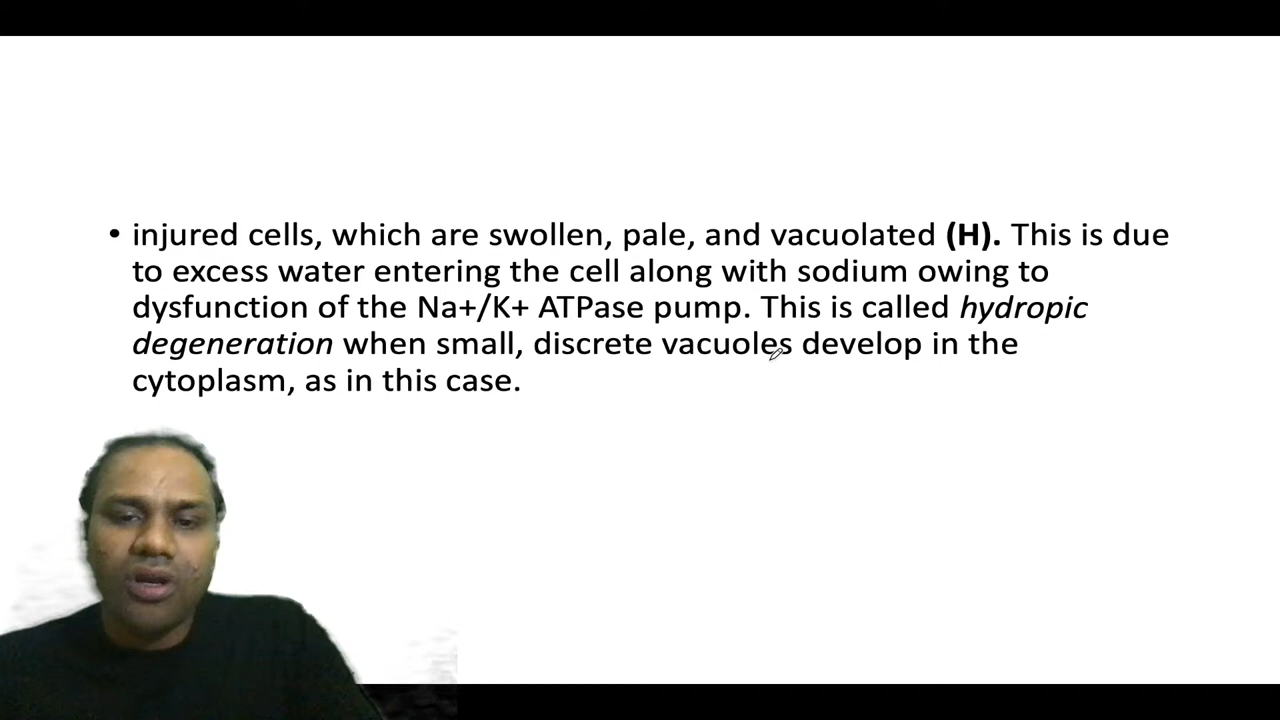 • injured cells, which are swollen, pale, and vacuolated (H). This is due
to excess water entering the cell along with sodium owing to
dysfunction of the Na+/K+ ATPase pump. This is called hydropic
degeneration when small, discrete vacuoles develop in the
cytoplasm, as in this case.